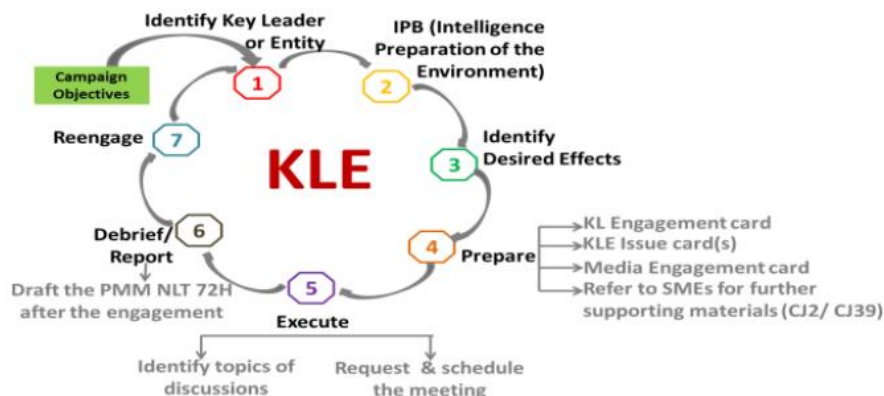 Campaign
Objectives
Identify Key Leader
or Entity
1
IPB (Intelligence
Preparation of the
Environment)
2
Identify
Desired Effects
3
KLE
Prepare
4
KL Engagement card
KLE Issue card(s)
Media Engagement card
Refer to SMEs for further
supporting materials (CJ2/ CJ39)
5
Execute
Identify topics of
discussions
Request & schedule
the meeting
6
Debrief/
Report
Draft the PMM NLT 72H
after the engagement
Reengage
7